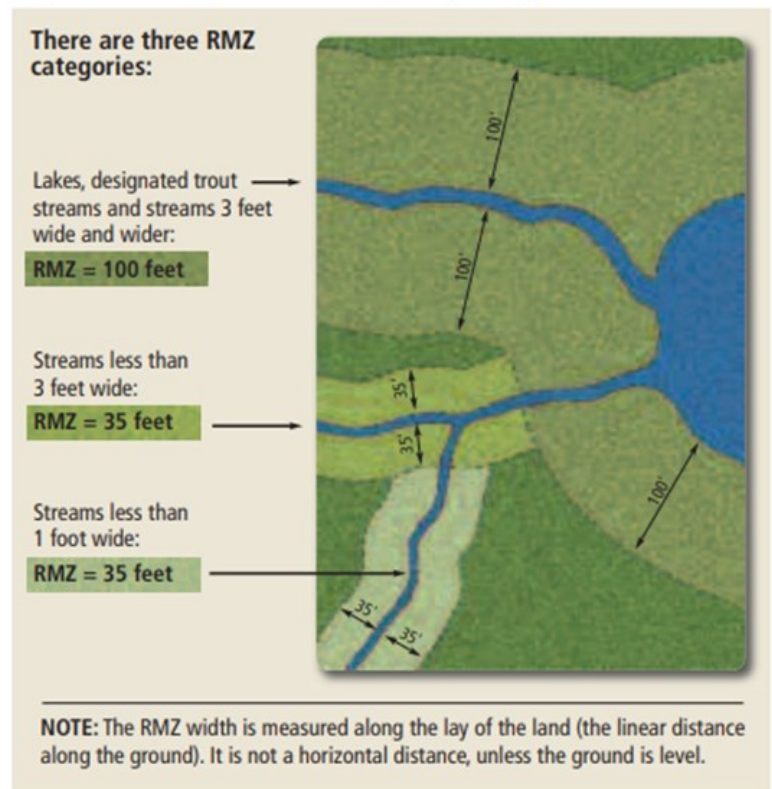 There are three RMZ
categories:
Lakes, designated trout
streams and streams 3 feet
wide and wider:
RMZ = 100 feet
Streams less than
3 feet wide:
RMZ = 35 feet
Streams less than
1 foot wide:
RMZ = 35 feet
100'
100'
35'
35'
100'
35'
35'
NOTE: The RMZ width is measured along the lay of the land (the linear distance
along the ground). It is not a horizontal distance, unless the ground is level.